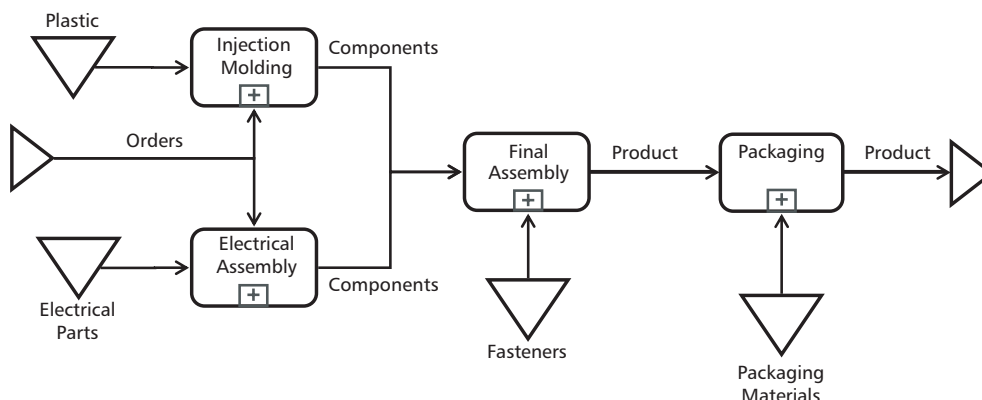 Plastic
Injection
Molding
Components
Orders
Electrical
Assembly
Components
Electrical
Parts
Final
Assembly
Product
Packaging
Product
Fasteners
Packaging
Materials